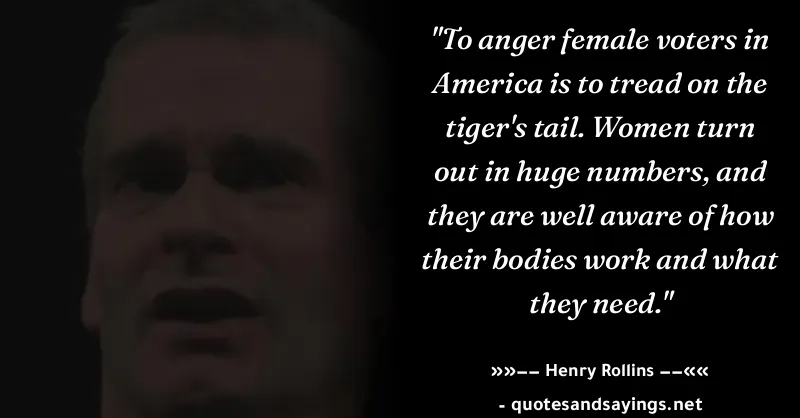 "To anger female voters in
America is to tread on the
tiger's tail. Women turn
out in huge numbers, and
they are well aware of how
their bodies work and what
they need."
»»–– Henry Rollins ––««
- quotesandsayings.net